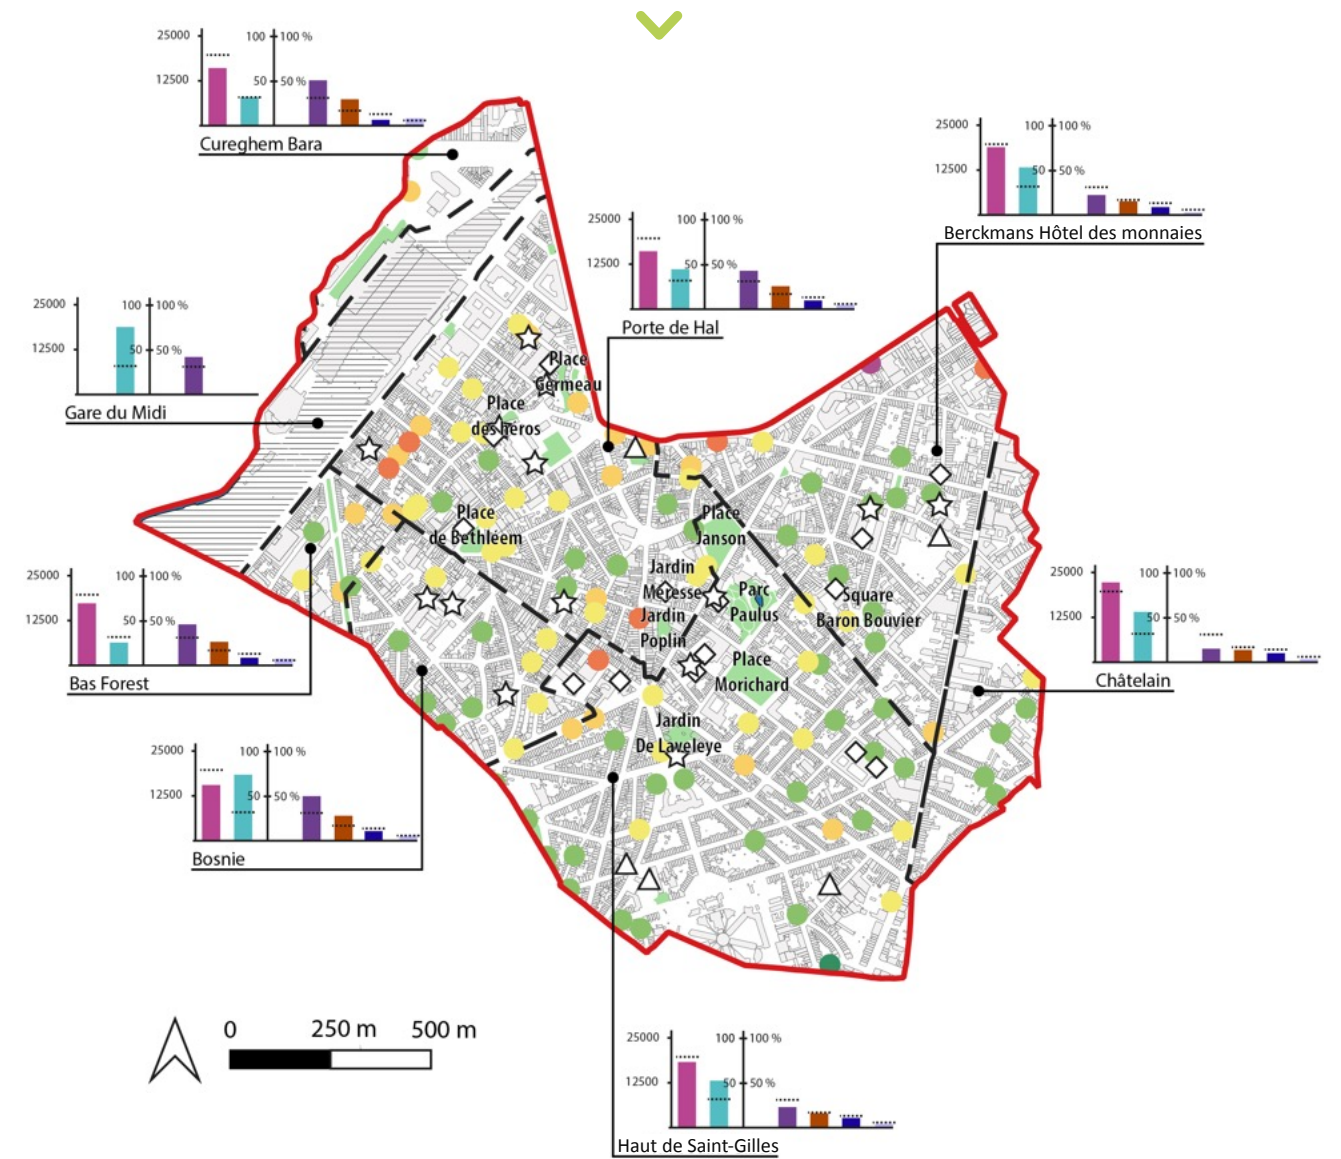 25000
100 100 %
12500
50 50 %
Cureghem Bara
25000
100 100 %
12500
50 50 %
Berckmans Hôtel des monnaies
25000
100 100 %
12500
50 50 %
Porte de Hal
25000
100 100 %
12500
50 50 %
Gare du Midi
Place
Germeau
Place
des héros
Place
de Bethléem
Place
Janson
Jardin
Méresse
Parc
Paulus
Jardin
Poplin
Square
Baron Bouvier
Place
Morichard
Jardin
De Laveleye
25000
100 100 %
12500
50 50 %
Bas Forest
25000
100 100 %
12500
50 50 %
Châtelain
25000
100 100 %
12500
50 50 %
Bosnie
0 250 m 500 m
25000
100 100 %
12500
50 50 %
Haut de Saint-Gilles